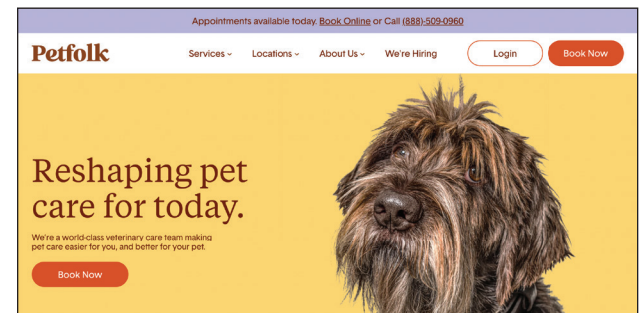 Appointments available today. Book Online or Call (888)-509-0960
Petfolk
Services
Locations
About Us
We're Hiring
Login
Book Now
Reshaping pet
care for today.
We're a world-class veterinary care team making
pet care easier for you, and better for your pet.
Book Now